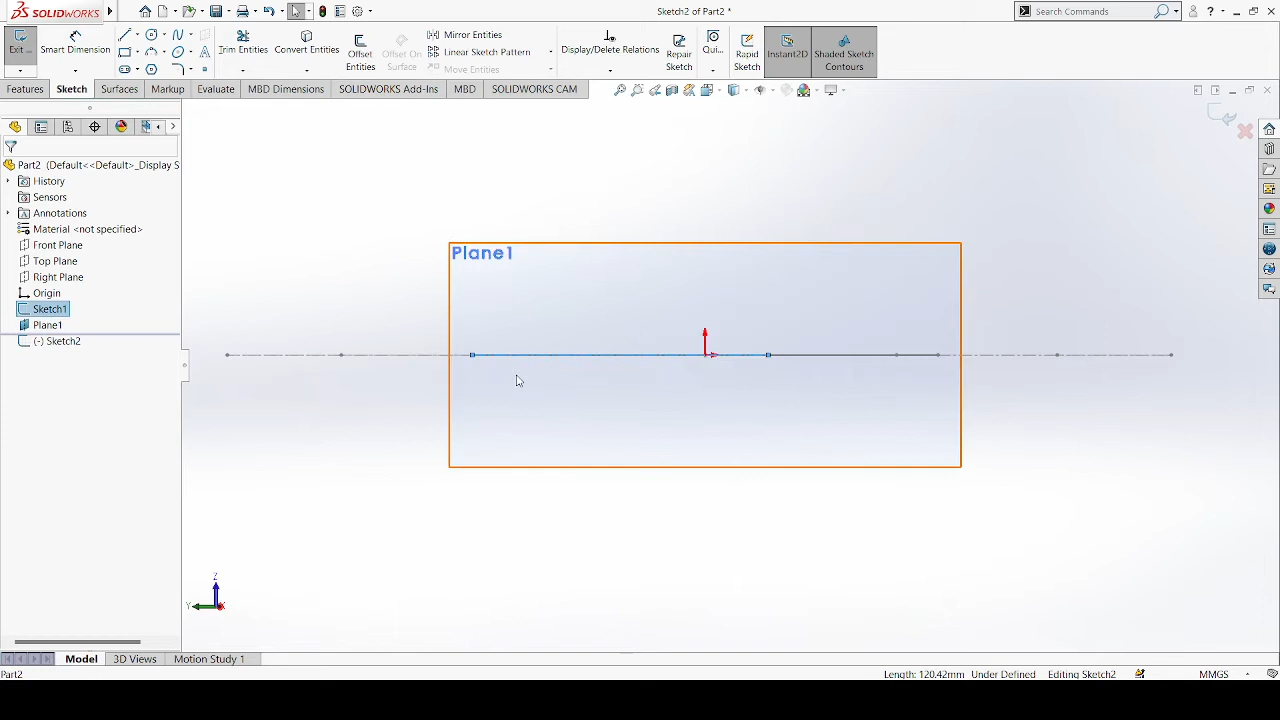 SOLIDWORKS
Sketch2 of Part2 *
Search Commands
Exit ...
Smart Dimension
Trim Entities
Convert Entities
Offset
Entities
Offset On
Surface
Mirror Entities
Linear Sketch Pattern
Move Entities
Display/Delete Relations
Repair
Sketch
Qui...
Rapid
Sketch
Instant2D
Shaded Sketch
Contours
Features
Sketch
Surfaces
Markup
Evaluate
MBD Dimensions
SOLIDWORKS Add-Ins
MBD
SOLIDWORKS CAM
Part2 (Default<<Default>_Display S
History
Sensors
Annotations
Material <not specified>
Front Plane
Top Plane
Right Plane
Origin
Sketch1
Plane1
(-) Sketch2
Plane1
Z
Y
X
Model
3D Views
Motion Study 1
Part2
Length: 120.42mm
Under Defined
Editing Sketch2
MMGS